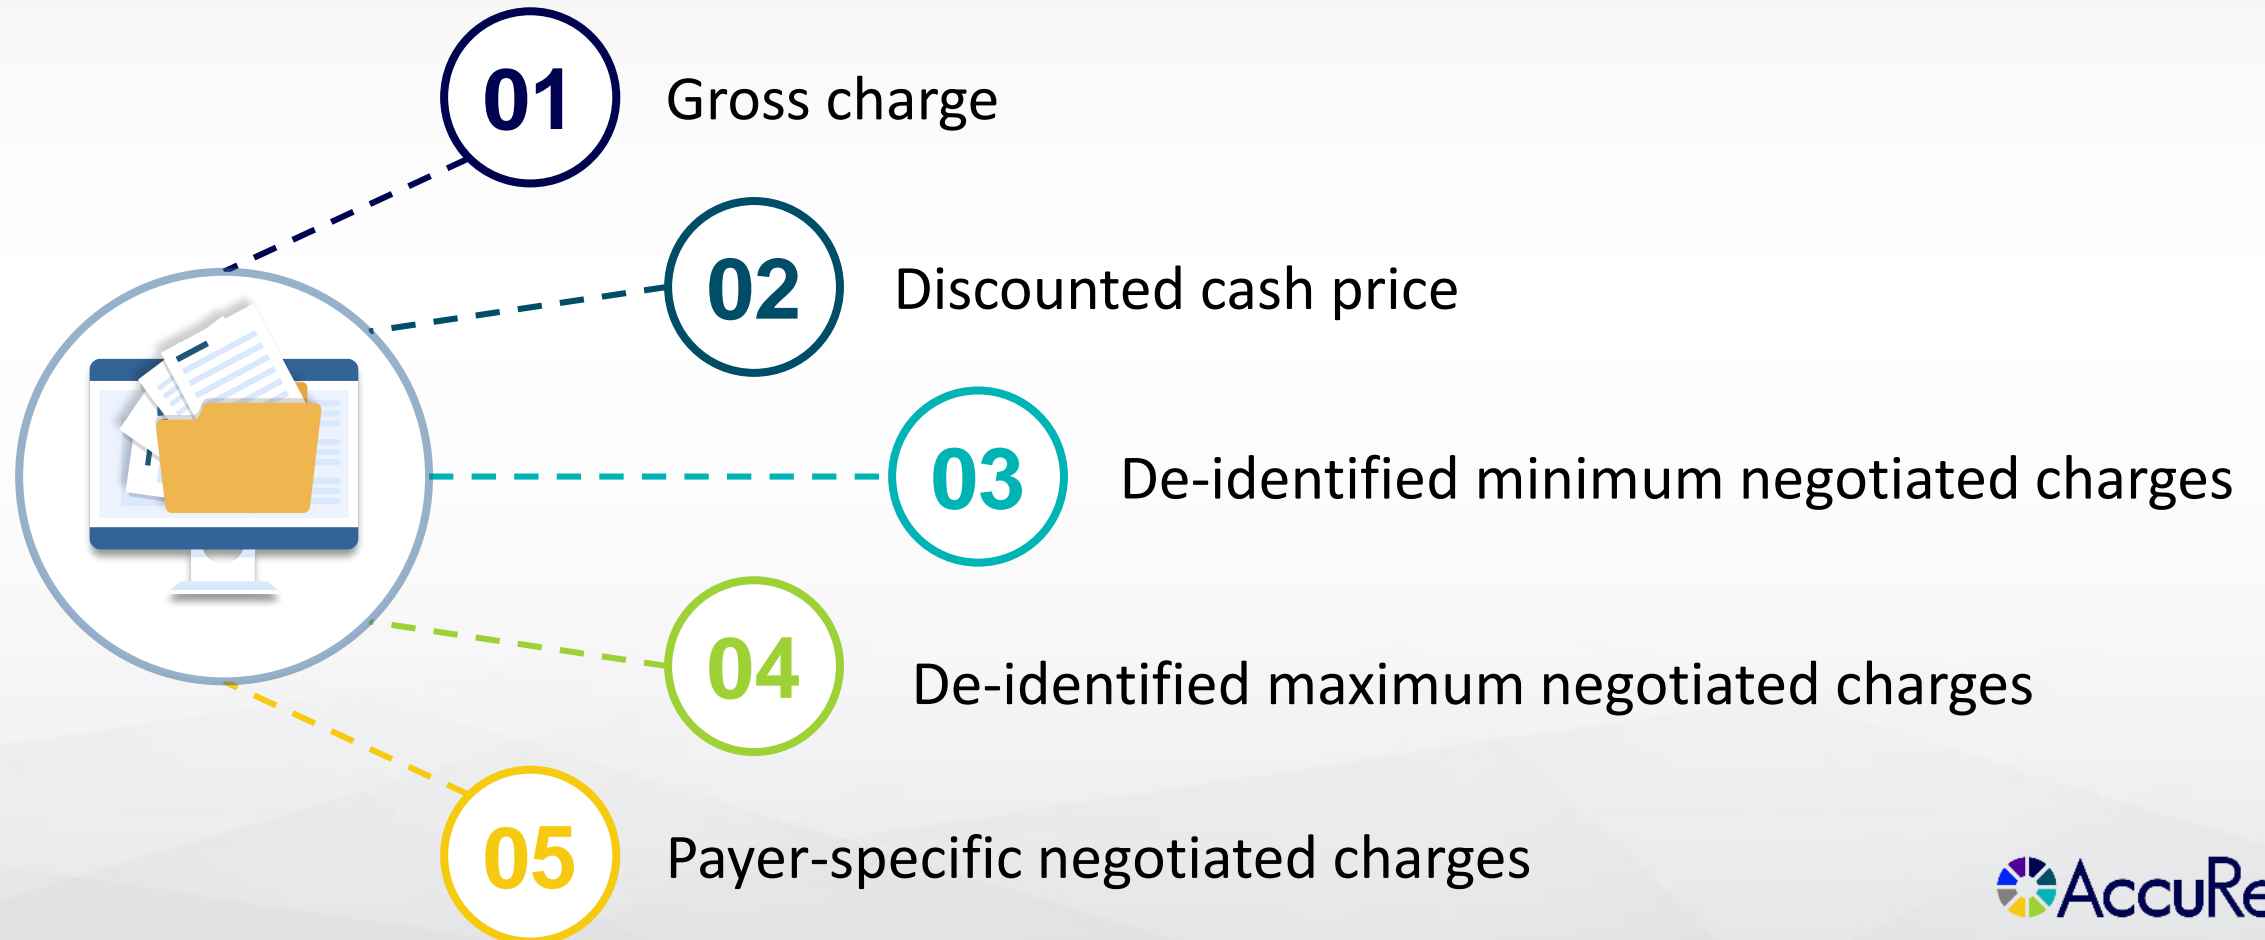 01
Gross charge
02
Discounted cash price
03
De-identified minimum negotiated charges
04
De-identified maximum negotiated charges
05
Payer-specific negotiated charges
AccuRe